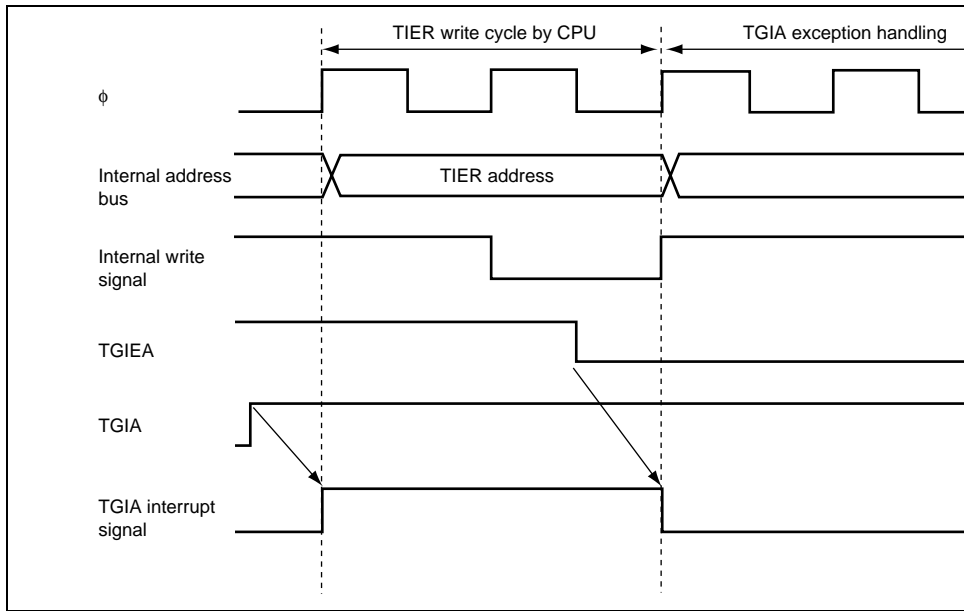 TIER write cycle by CPU
TGIA exception handling
ϕ
Internal address
bus
TIER address
Internal write
signal
TGIEA
TGIA
TGIA interrupt
signal